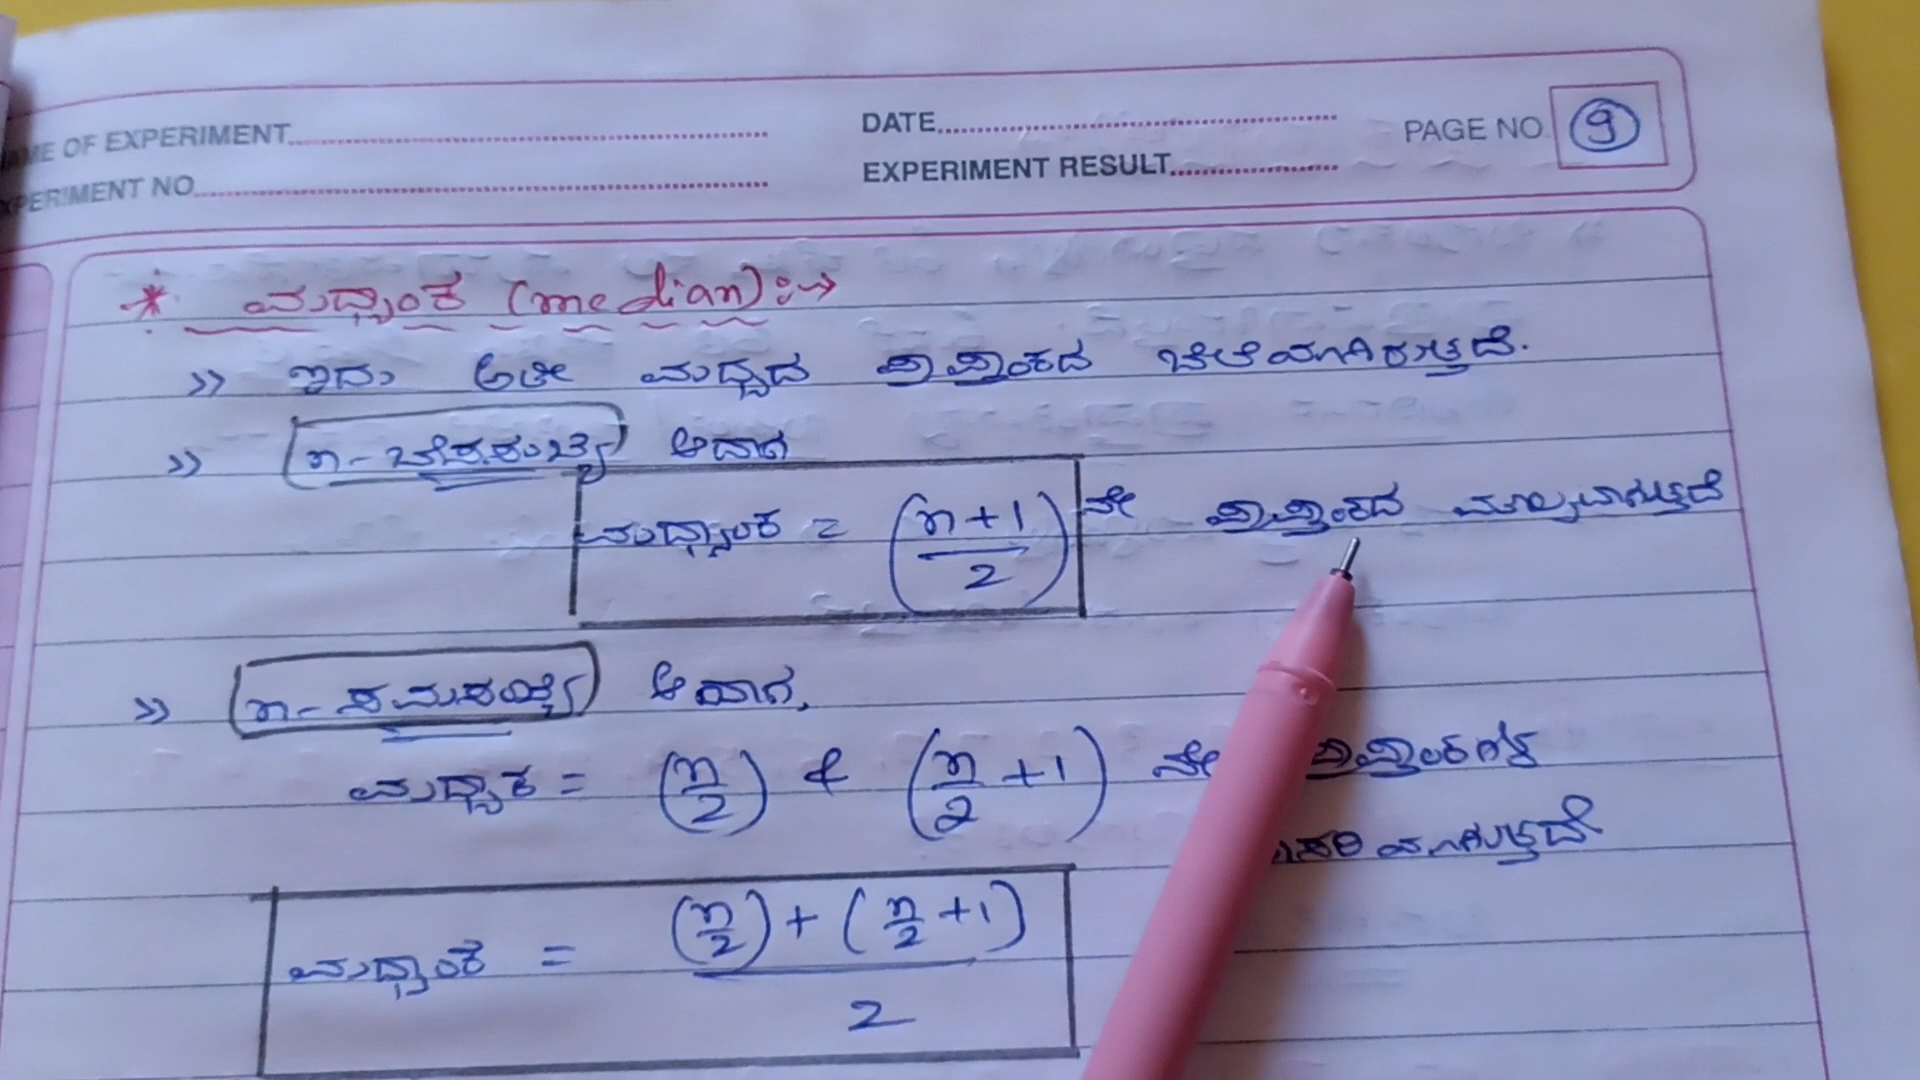 AME OF EXPERIMENT
DATE
PAGE NO. 9
PERIMENT NO.
EXPERIMENT RESULT
* ಮಧ್ಯಾಂಕ (median):→
>> ಇದು ಅತೀ ಮಧ್ಯದ ಪ್ರಾಪ್ತಾಂಕದ ಬೆಲೆಯಾಗಿರುತ್ತದೆ.
>> n- ಬೆಸಸಂಖ್ಯೆ ಆದಾಗ
ಮಧ್ಯಾಂಕ = (n+1/2) ನೇ ಪ್ರಾಪ್ತಾಂಕದ ಮೌಲ್ಯವಾಗುತ್ತದೆ
>> n- ಸಮಸಂಖ್ಯೆ ಆದಾಗ,
ಮಧ್ಯಾಂಕ = (n/2) & (n/2 +1) ನೇ ಪ್ರಾಪ್ತಾಂಕಗಳ
ಸರಿಯಾಗುತ್ತದೆ
ಮಧ್ಯಾಂಕ = (n/2) + (n/2 +1) / 2